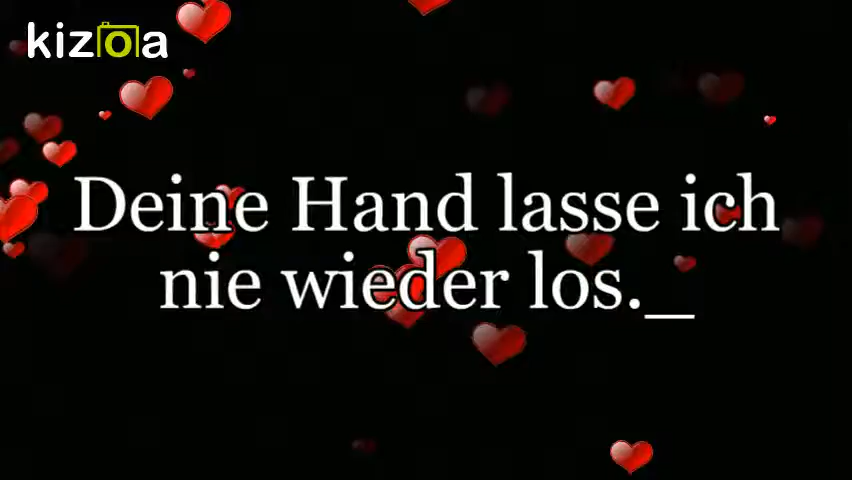 kizoa
Deine Hand lasse ich
nie wieder los._